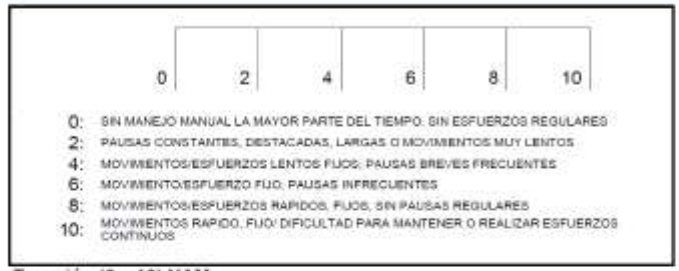 0 2 4 6 8 10
0: SIN MANEJO MANUAL LA MAYOR PARTE DEL TIEMPO. SIN ESFUERZOS REGULARES
2: PAUSAS CONSTANTES, DESTACADAS, LARGAS O MOVIMIENTOS MUY LENTOS
4: MOVIMIENTOS/ESFUERZOS LENTOS FIJOS; PAUSAS BREVES FRECUENTES
6: MOVIMIENTO/ESFUERZO FIJO; PAUSAS INFRECUENTES
8: MOVIMIENTOS/ESFUERZOS RAPIDOS, FIJOS, SIN PAUSAS REGULARES
10: MOVIMIENTOS RAPIDO, FIJO/ DIFICULTAD PARA MANTENER O REALIZAR ESFUERZOS
CONTINUOS